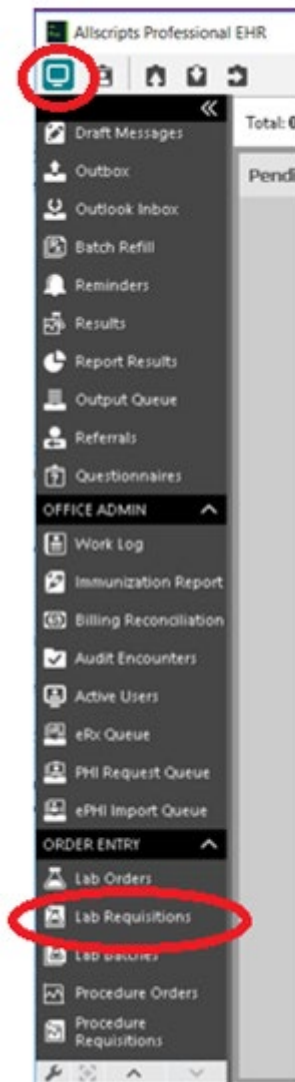 Allscripts Professional EHR
Draft Messages
Total: 0
Outbox
Pendi
Outlook Inbox
Batch Refill
Reminders
Results
Report Results
Output Queue
Referrals
Questionnaires
OFFICE ADMIN
Work Log
Immunization Report
Billing Reconciliation
Audit Encounters
Active Users
eRx Queue
PHI Request Queue
ePHI Import Queue
ORDER ENTRY
Lab Orders
Lab Requisitions
Lab Batches
Procedure Orders
Procedure
Requisitions